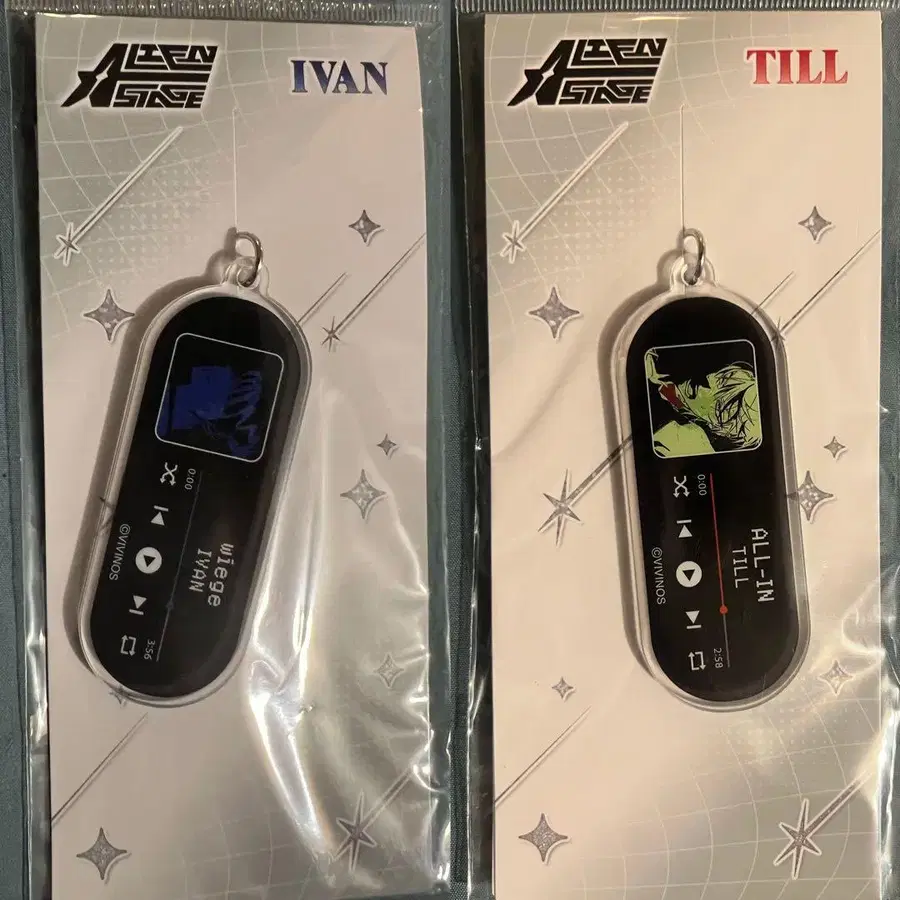 ALIEN
STAGE
IVAN
0:00
3:56
wiege
IVAN
©VIVINOS
ALIEN
STAGE
TILL
0:00
2:58
ALL-IN
TILL
©VIVINOS